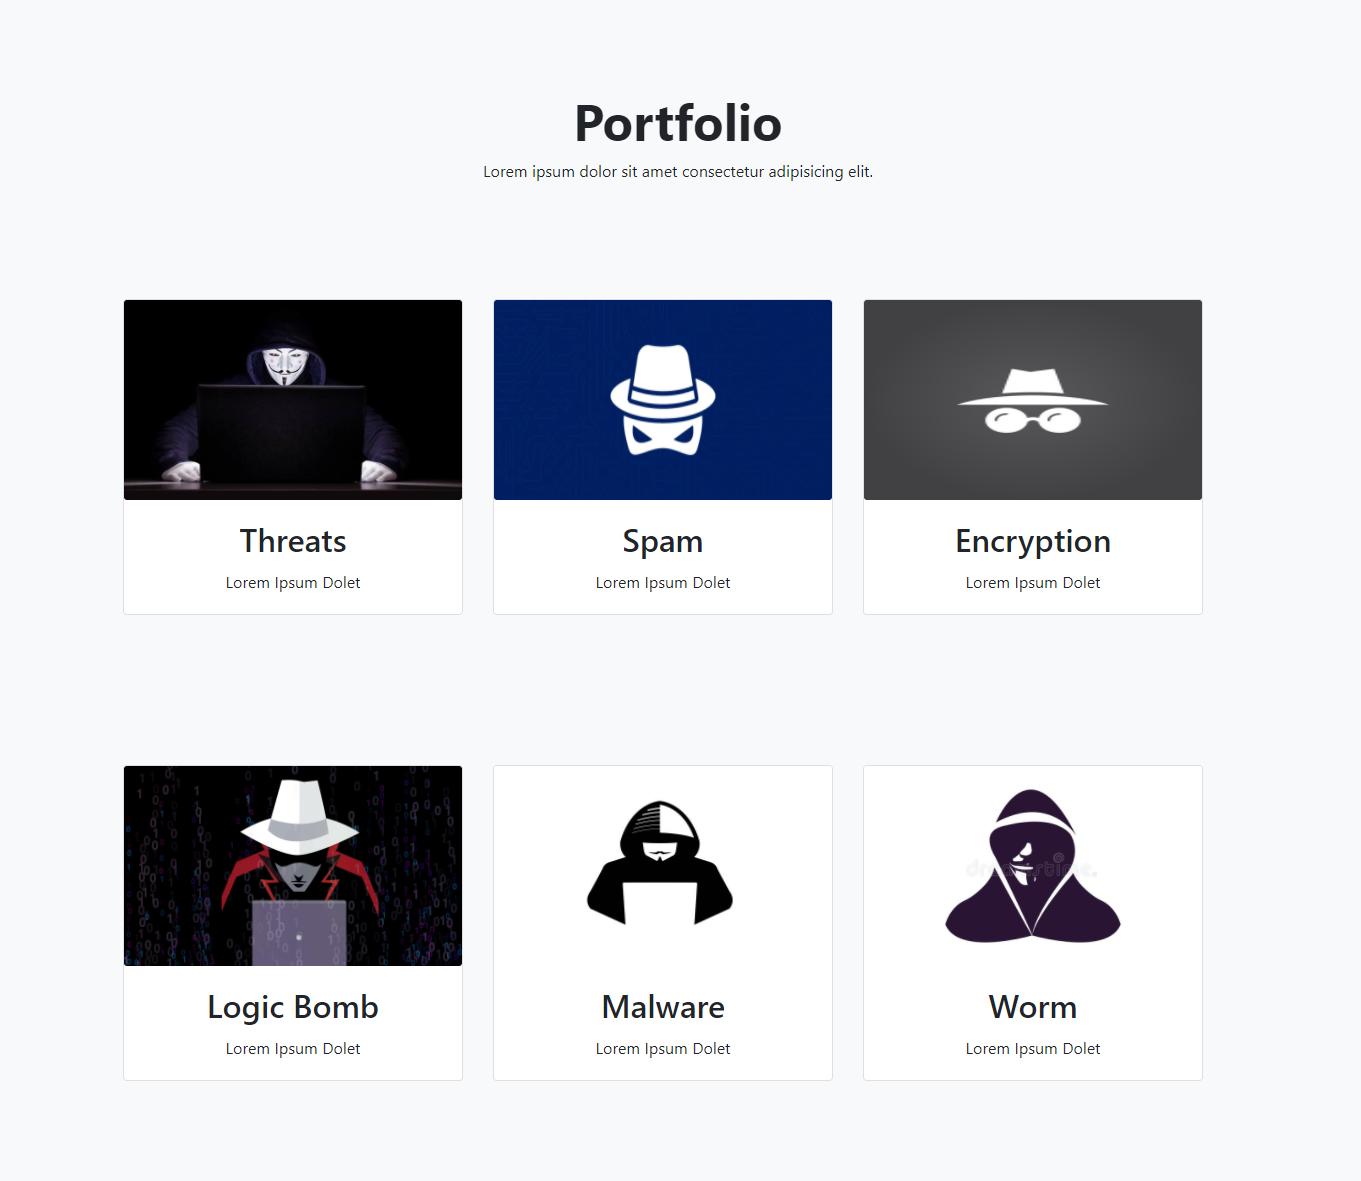 Portfolio
Lorem ipsum dolor sit amet consectetur adipisicing elit.
Threats
Lorem Ipsum Dolet
Spam
Lorem Ipsum Dolet
Encryption
Lorem Ipsum Dolet
Logic Bomb
Lorem Ipsum Dolet
Malware
Lorem Ipsum Dolet
Worm
Lorem Ipsum Dolet